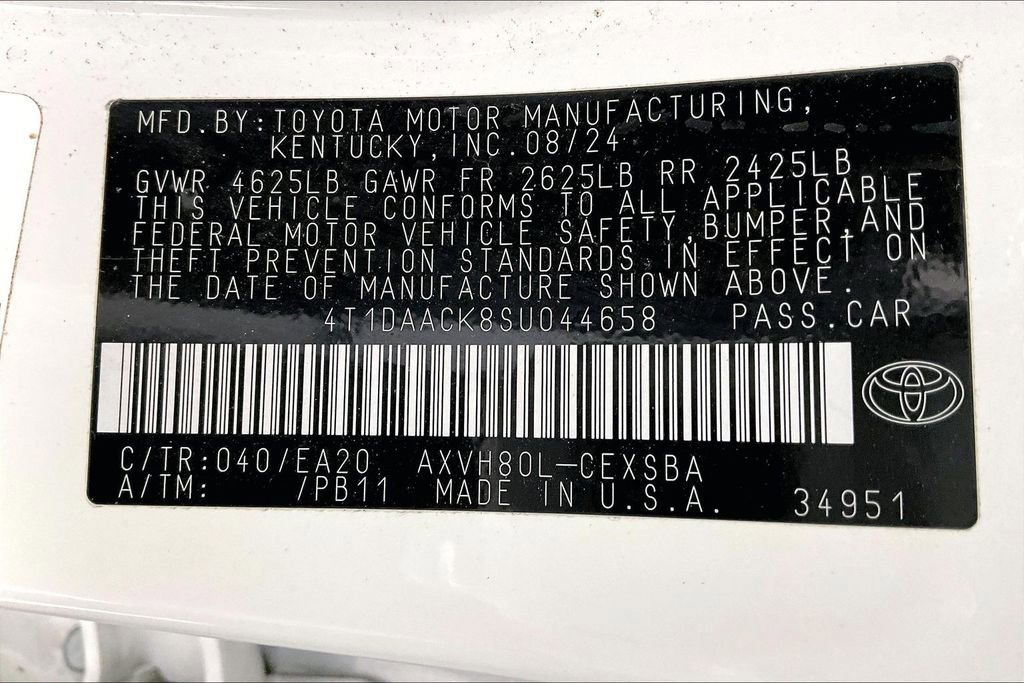 MFD.BY:TOYOTA MOTOR MANUFACTURING,
KENTUCKY,INC.08/24
GVWR 4625LB GAWR FR 2625LB RR 2425LB
THIS VEHICLE CONFORMS TO ALL APPLICABLE
FEDERAL MOTOR VEHICLE SAFETY,BUMPER,AND
THEFT PREVENTION STANDARDS IN EFFECT ON
THE DATE OF MANUFACTURE SHOWN ABOVE.
4T1DAACK8SU044658 PASS.CAR
C/TR:040/EA20 AXVH80L-CEXSBA
A/TM: /PB11 MADE IN U.S.A. 34951